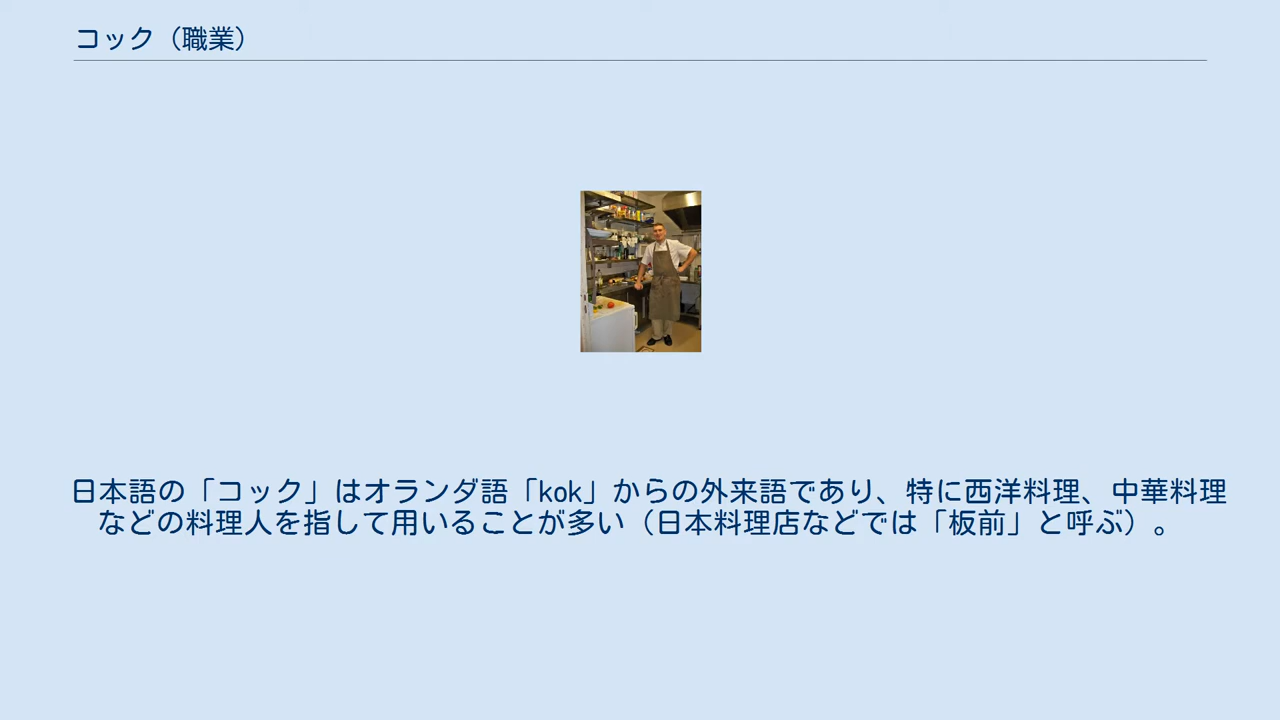 コック（職業）
日本語の「コック」はオランダ語「kok」からの外来語であり、特に西洋料理、中華料理
などの料理人を指して用いることが多い（日本料理店などでは「板前」と呼ぶ）。